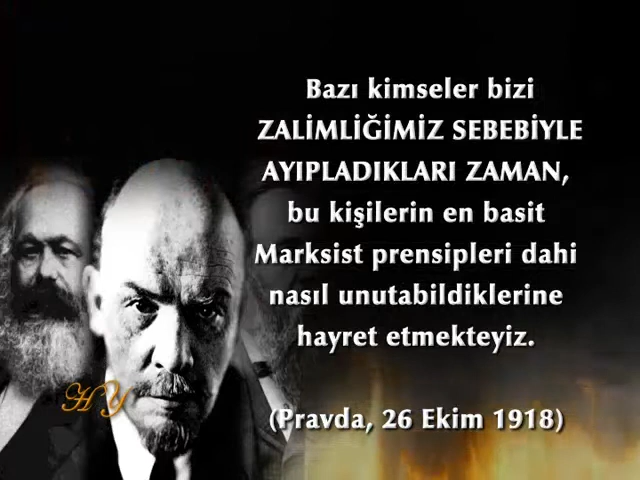 Bazı kimseler bizi
ZALİMLİĞİMİZ SEBEBİYLE
AYIPLADIKLARI ZAMAN,
bu kişilerin en basit
Marksist prensipleri dahi
nasıl unutabildiklerine
hayret etmekteyiz.
(Pravda, 26 Ekim 1918)
HY